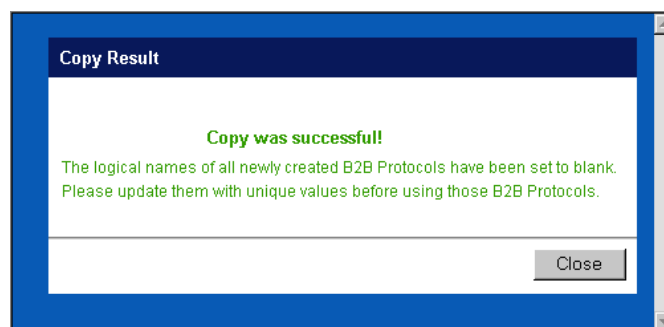 Copy Result
Copy was successful!
The logical names of all newly created B2B Protocols have been set to blank.
Please update them with unique values before using those B2B Protocols.
Close